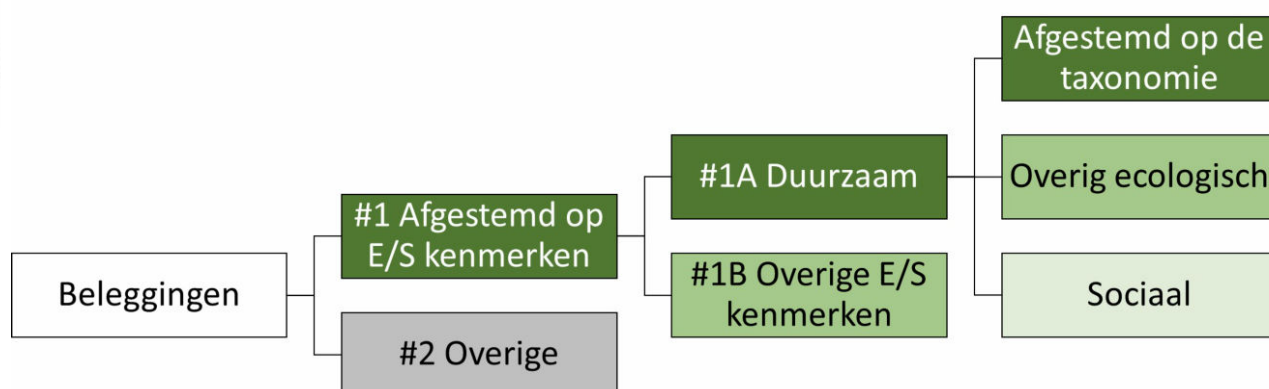 Afgestemd op de
taxonomie
#1A Duurzaam
Overig ecologisch
#1 Afgestemd op
E/S kenmerken
#1B Overige E/S
kenmerken
Beleggingen
Sociaal
#2 Overige